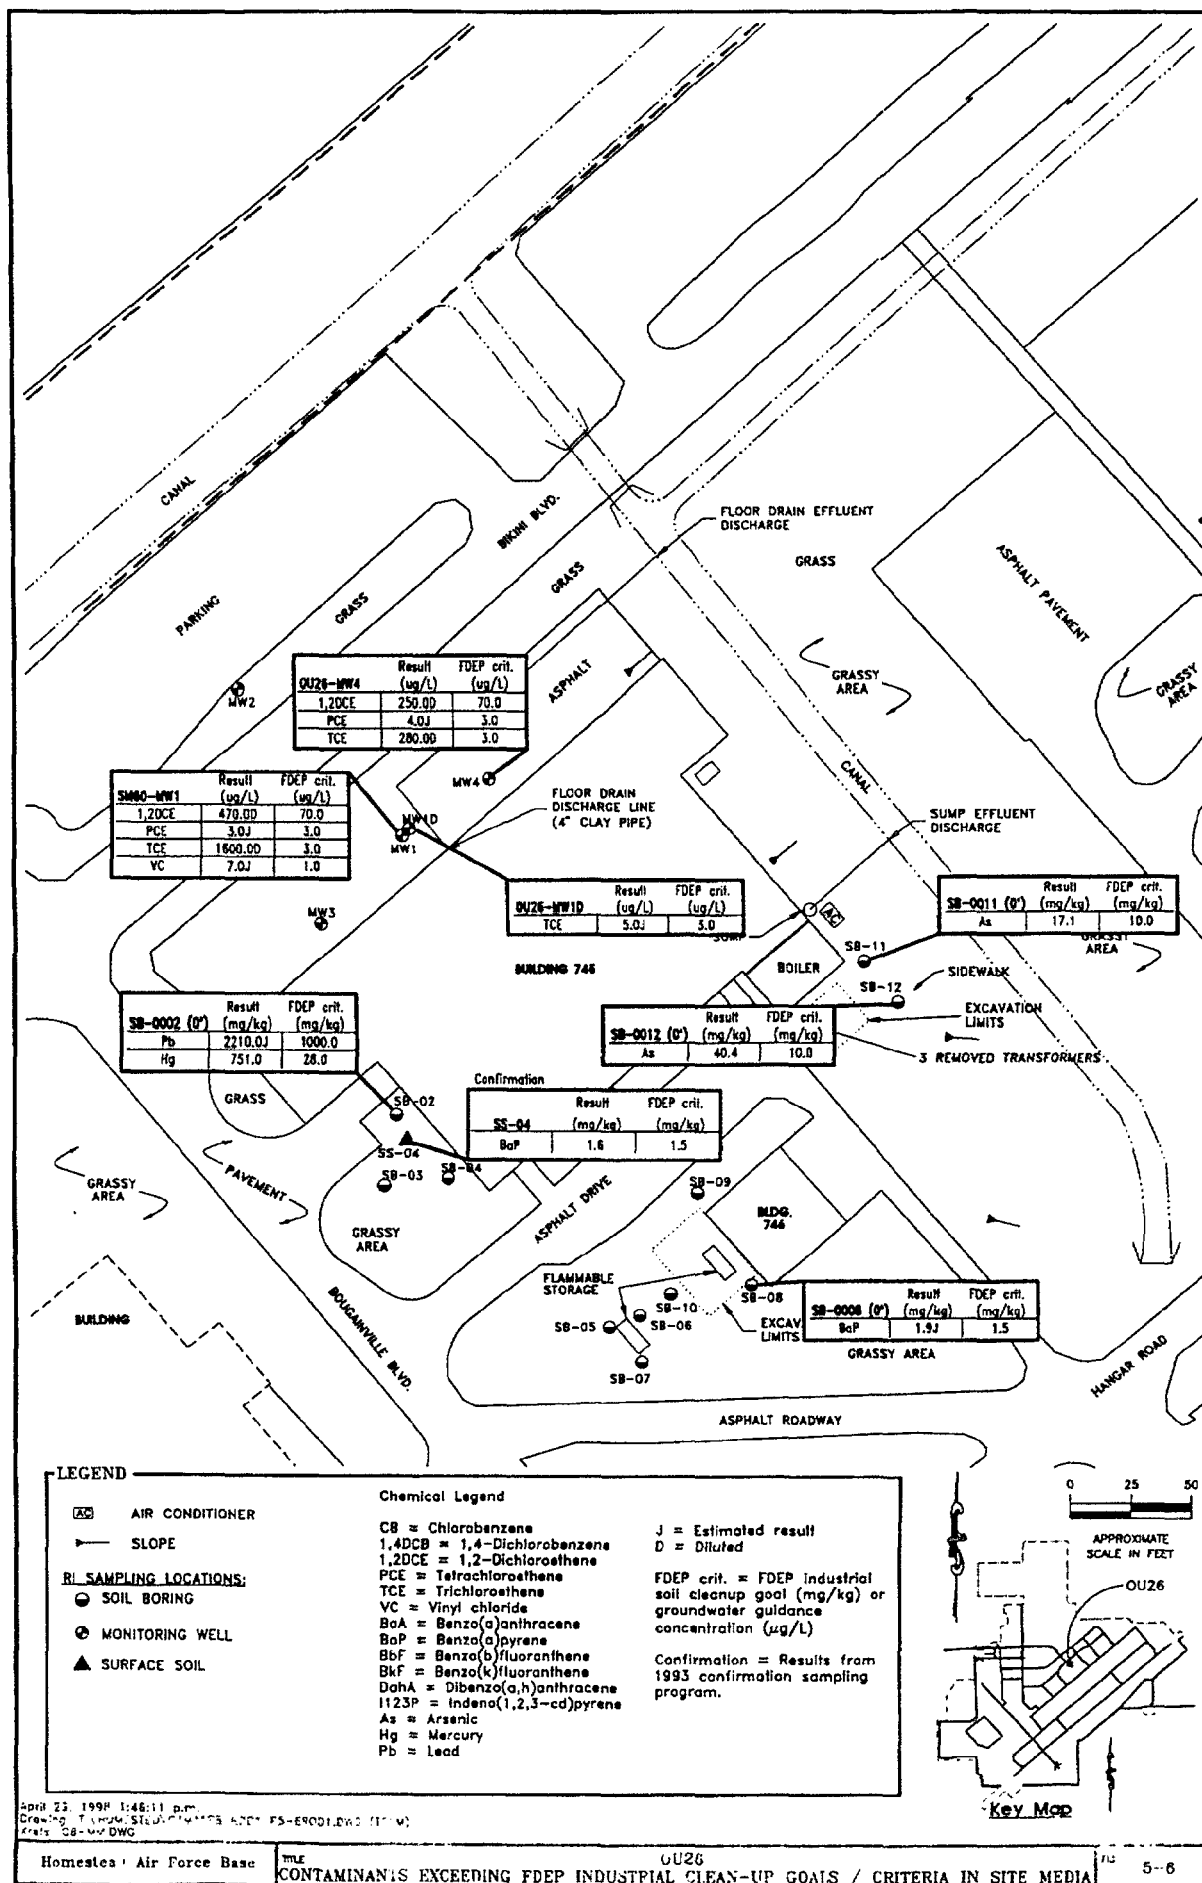 FLOOR DRAIN EFFLUENT
DISCHARGE
CANAL
BIKINI BLVD.
GRASS
ASPHALT PAVEMENT
GRASS
PARKING
GRASS
GRASSY
AREA
GRASSY
AREA
ASPHALT
MW2
OU26-MW4 Result (ug/L) FDEP crit. (ug/L)
1,2DCE 250.0D 70.0
PCE 4.0J 3.0
TCE 280.0D 3.0
MW4
CANAL
SM60-MW1 Result (ug/L) FDEP crit. (ug/L)
1,2DCE 470.0D 70.0
PCE 3.0J 3.0
TCE 1600.0D 3.0
VC 7.0J 1.0
MW1D
MW1
FLOOR DRAIN
DISCHARGE LINE
(4" CLAY PIPE)
SUMP EFFLUENT
DISCHARGE
OU26-MW1D Result (ug/L) FDEP crit. (ug/L)
TCE 5.0J 3.0
MW3
AC
SB-0011 (0') Result (mg/kg) FDEP crit. (mg/kg)
As 17.1 10.0
GRASSY
AREA
SB-11
BUILDING 746
BOILER
SIDEWALK
SB-12
EXCAVATION
LIMITS
SB-0002 (0') Result (mg/kg) FDEP crit. (mg/kg)
Pb 2210.0J 1000.0
Hg 751.0 28.0
SB-0012 (0') Result (mg/kg) FDEP crit. (mg/kg)
As 40.4 10.0
3 REMOVED TRANSFORMERS
GRASS
SB-02
Confirmation
SS-04 Result (mg/kg) FDEP crit. (mg/kg)
BaP 1.6 1.5
SS-04
SB-03
SB-04
PAVEMENT
GRASSY
AREA
GRASSY
AREA
ASPHALT DRIVE
SB-09
BLDG.
746
FLAMMABLE
STORAGE
SB-10
SB-08
SB-05
SB-06
SB-07
EXCAV.
LIMITS
SB-0008 (0') Result (mg/kg) FDEP crit. (mg/kg)
BaP 1.9J 1.5
GRASSY AREA
BUILDING
BOUGAINVILLE BLVD.
HANGAR ROAD
ASPHALT ROADWAY
LEGEND
AC AIR CONDITIONER
SLOPE
RI SAMPLING LOCATIONS:
SOIL BORING
MONITORING WELL
SURFACE SOIL
Chemical Legend
CB = Chlorobenzene
1,4DCB = 1,4-Dichlorobenzene
1,2DCE = 1,2-Dichloroethene
PCE = Tetrachloroethene
TCE = Trichloroethene
VC = Vinyl chloride
BaA = Benzo(a)anthracene
BaP = Benzo(a)pyrene
BbF = Benzo(b)fluoranthene
BkF = Benzo(k)fluoranthene
DahA = Dibenzo(a,h)anthracene
I123P = Indeno(1,2,3-cd)pyrene
As = Arsenic
Hg = Mercury
Pb = Lead
J = Estimated result
D = Diluted
FDEP crit. = FDEP industrial
soil cleanup goal (mg/kg) or
groundwater guidance
concentration (µg/L)
Confirmation = Results from
1993 confirmation sampling
program.
0 25 50
APPROXIMATE
SCALE IN FEET
OU26
Key Map
April 23, 1998 1:46:11 p.m.
Drawing:
Homestead Air Force Base
TITLE
OU26
CONTAMINANTS EXCEEDING FDEP INDUSTRIAL CLEAN-UP GOALS / CRITERIA IN SITE MEDIA
5-6